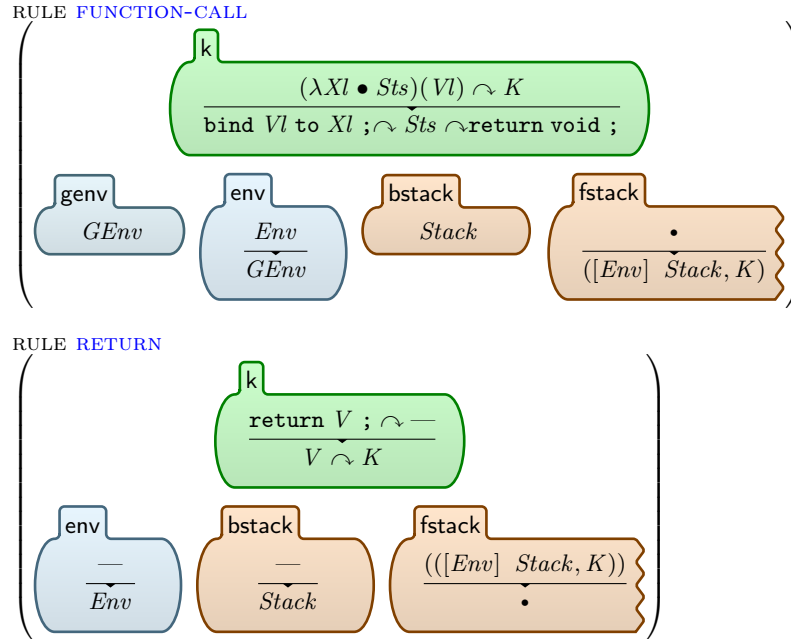 RULE FUNCTION-CALL
k
(λXl • Sts)(Vl) ↷ K
bind Vl to Xl ;↷ Sts ↷return void ;
genv env bstack fstack
GEnv Env Stack •
GEnv ([Env] Stack, K)
RULE RETURN
k
return V ; ↷ —
V ↷ K
env bstack fstack
— — (([Env] Stack, K))
Env Stack •